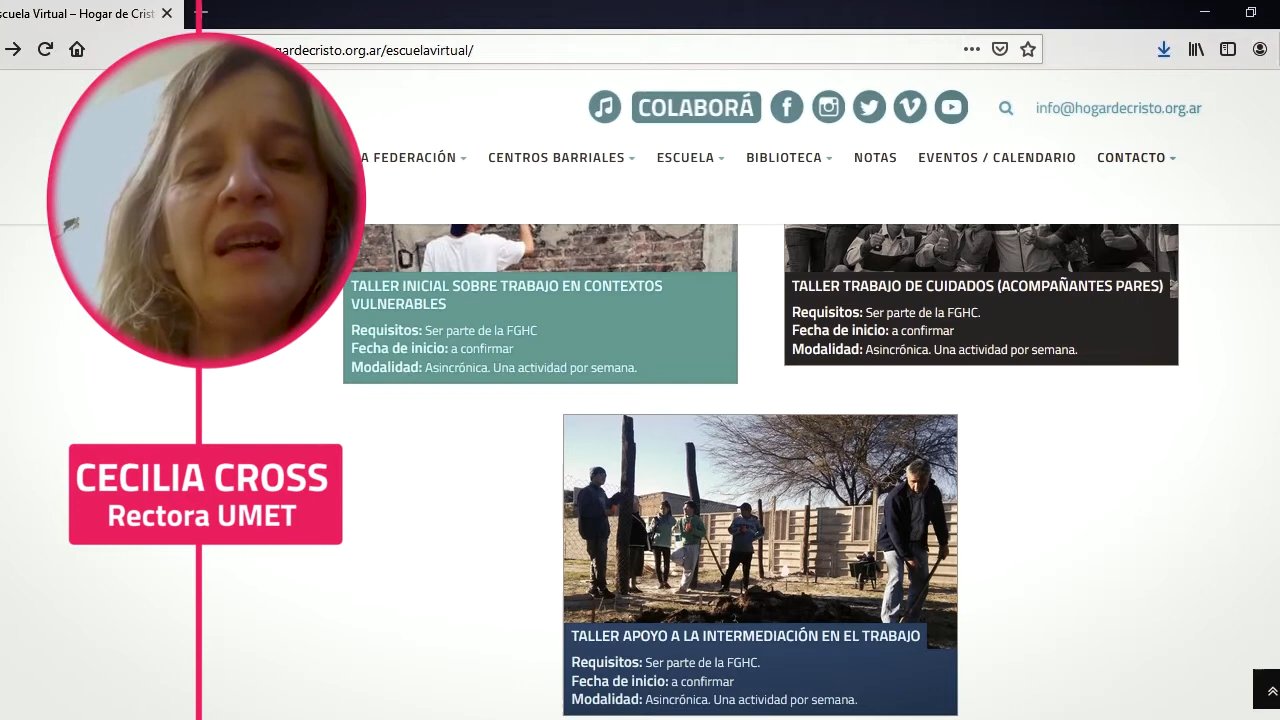 scuela Virtual – Hogar de Crist
gardecristo.org.ar/escuelavirtual/
COLABORÁ
info@hogardecristo.org.ar
A FEDERACIÓN
CENTROS BARRIALES
ESCUELA
BIBLIOTECA
NOTAS
EVENTOS / CALENDARIO
CONTACTO
TALLER INICIAL SOBRE TRABAJO EN CONTEXTOS
VULNERABLES
Requisitos: Ser parte de la FGHC
Fecha de inicio: a confirmar
Modalidad: Asincrónica. Una actividad por semana.
TALLER TRABAJO DE CUIDADOS (ACOMPAÑANTES PARES)
Requisitos: Ser parte de la FGHC.
Fecha de inicio: a confirmar
Modalidad: Asincrónica. Una actividad por semana.
CECILIA CROSS
Rectora UMET
TALLER APOYO A LA INTERMEDIACIÓN EN EL TRABAJO
Requisitos: Ser parte de la FGHC.
Fecha de inicio: a confirmar
Modalidad: Asincrónica. Una actividad por semana.